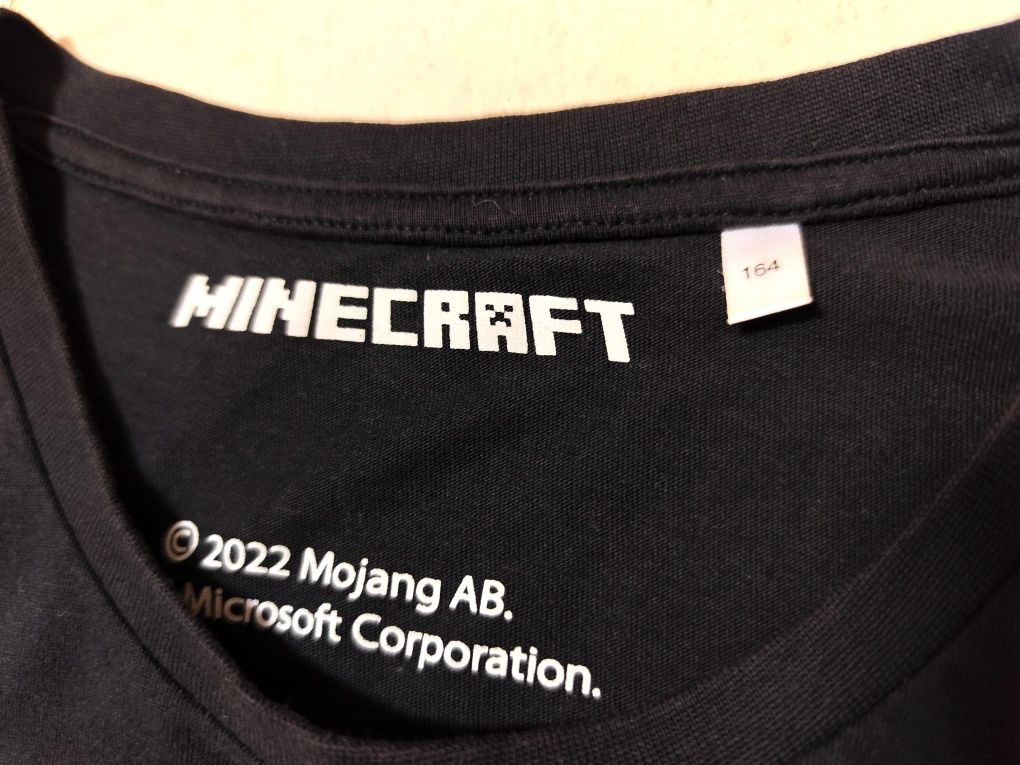 MINECRAFT
164
© 2022 Mojang AB.
Microsoft Corporation.